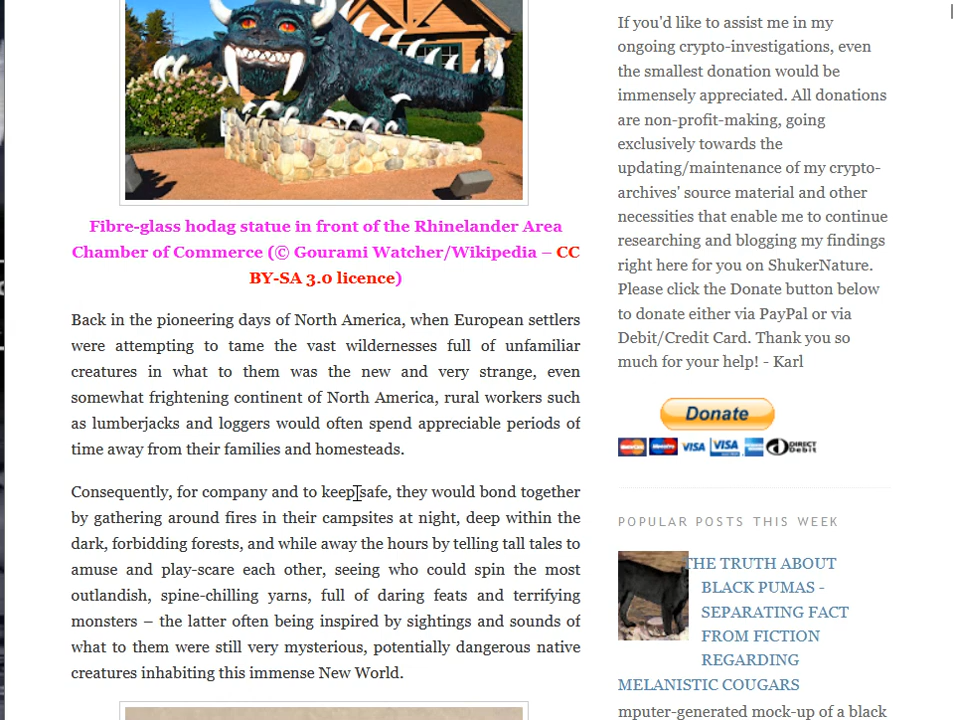 Fibre-glass hodag statue in front of the Rhinelander Area
Chamber of Commerce (© Gourami Watcher/Wikipedia – CC
BY-SA 3.0 licence)
Back in the pioneering days of North America, when European settlers
were attempting to tame the vast wildernesses full of unfamiliar
creatures in what to them was the new and very strange, even
somewhat frightening continent of North America, rural workers such
as lumberjacks and loggers would often spend appreciable periods of
time away from their families and homesteads.
Consequently, for company and to keep safe, they would bond together
by gathering around fires in their campsites at night, deep within the
dark, forbidding forests, and while away the hours by telling tall tales to
amuse and play-scare each other, seeing who could spin the most
outlandish, spine-chilling yarns, full of daring feats and terrifying
monsters – the latter often being inspired by sightings and sounds of
what to them were still very mysterious, potentially dangerous native
creatures inhabiting this immense New World.
If you'd like to assist me in my
ongoing crypto-investigations, even
the smallest donation would be
immensely appreciated. All donations
are non-profit-making, going
exclusively towards the
updating/maintenance of my crypto-
archives' source material and other
necessities that enable me to continue
researching and blogging my findings
right here for you on ShukerNature.
Please click the Donate button below
to donate either via PayPal or via
Debit/Credit Card. Thank you so
much for your help! - Karl
Donate
VISA VISA DIRECT Debit
POPULAR POSTS THIS WEEK
THE TRUTH ABOUT
BLACK PUMAS -
SEPARATING FACT
FROM FICTION
REGARDING
MELANISTIC COUGARS
mputer-generated mock-up of a black